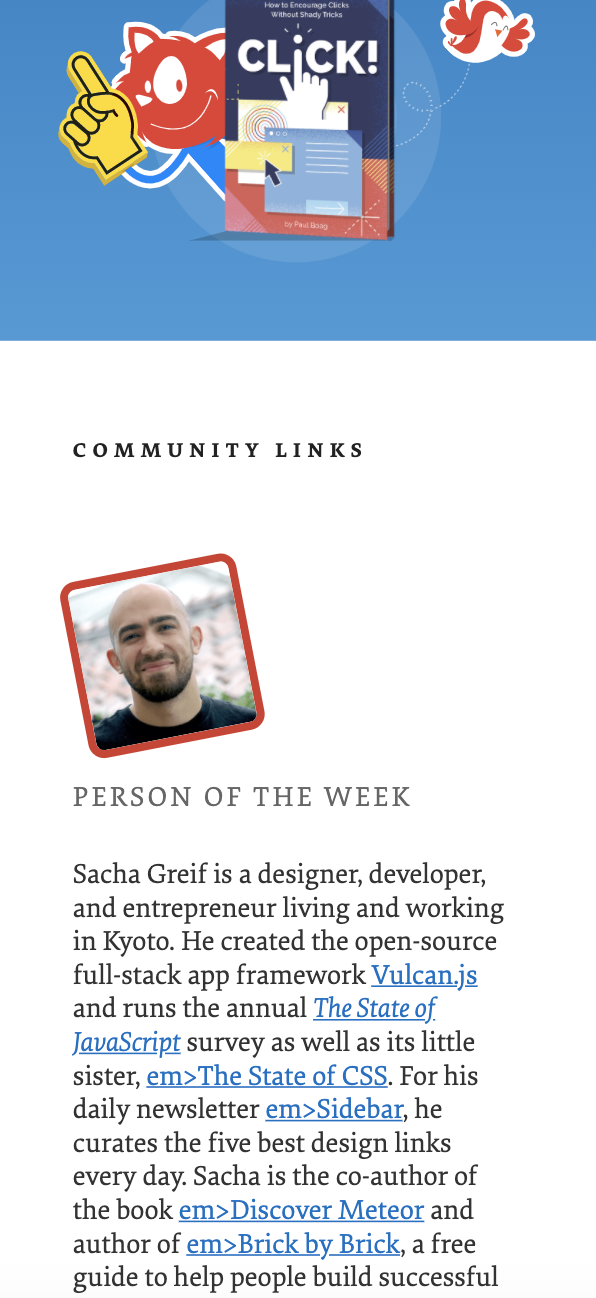 How to Encourage Clicks
Without Shady Tricks
CLiCK!
by Paul Boag
COMMUNITY LINKS
PERSON OF THE WEEK
Sacha Greif is a designer, developer,
and entrepreneur living and working
in Kyoto. He created the open-source
full-stack app framework Vulcan.js
and runs the annual The State of
JavaScript survey as well as its little
sister, em>The State of CSS. For his
daily newsletter em>Sidebar, he
curates the five best design links
every day. Sacha is the co-author of
the book em>Discover Meteor and
author of em>Brick by Brick, a free
guide to help people build successful